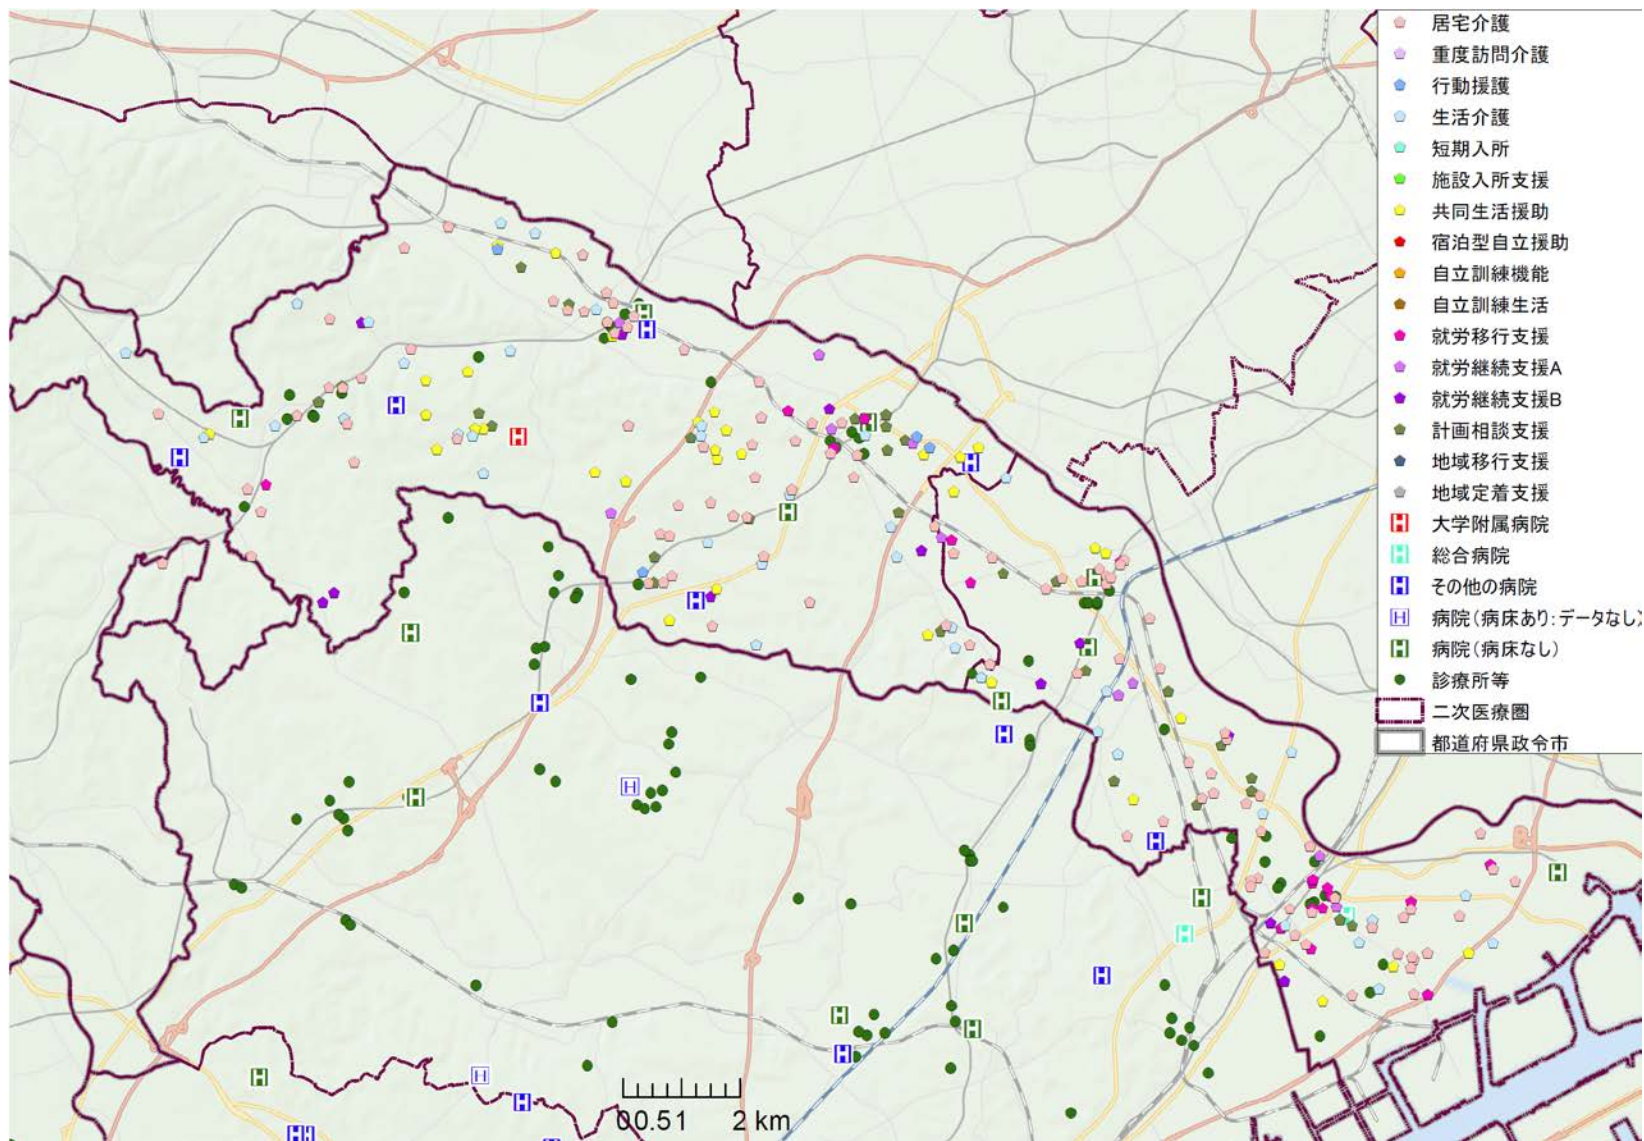 居宅介護
重度訪問介護
行動援護
生活介護
短期入所
施設入所支援
共同生活援助
宿泊型自立援助
自立訓練機能
自立訓練生活
就労移行支援
就労継続支援A
就労継続支援B
計画相談支援
地域移行支援
地域定着支援
大学附属病院
総合病院
その他の病院
病院(病床あり:データなし)
病院(病床なし)
診療所等
二次医療圏
都道府県政令市
00.51 2 km